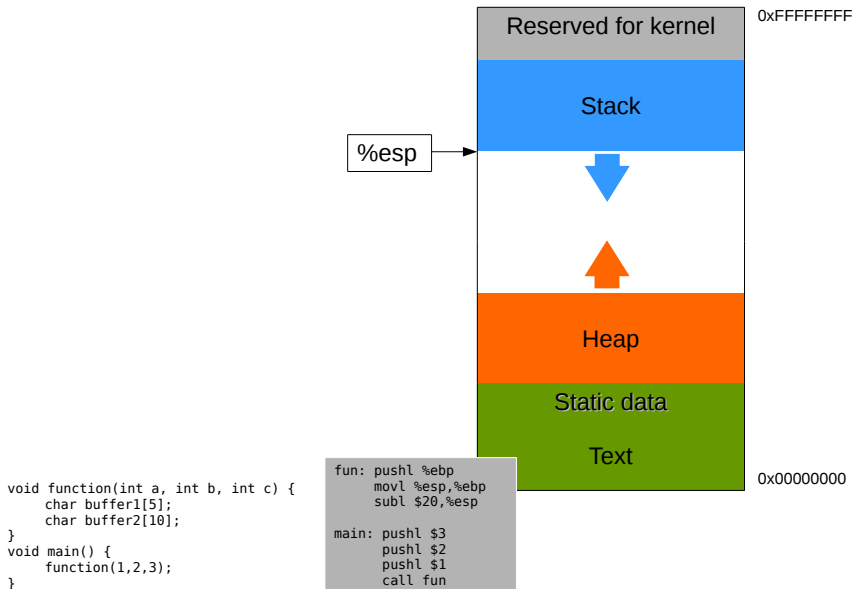 Reserved for kernel
0xFFFFFFFF
Stack
%esp
Heap
Static data
Text
0x00000000
void function(int a, int b, int c) {
    char buffer1[5];
    char buffer2[10];
}
void main() {
    function(1,2,3);
}
fun: pushl %ebp
     movl %esp,%ebp
     subl $20,%esp
main: pushl $3
      pushl $2
      pushl $1
      call fun